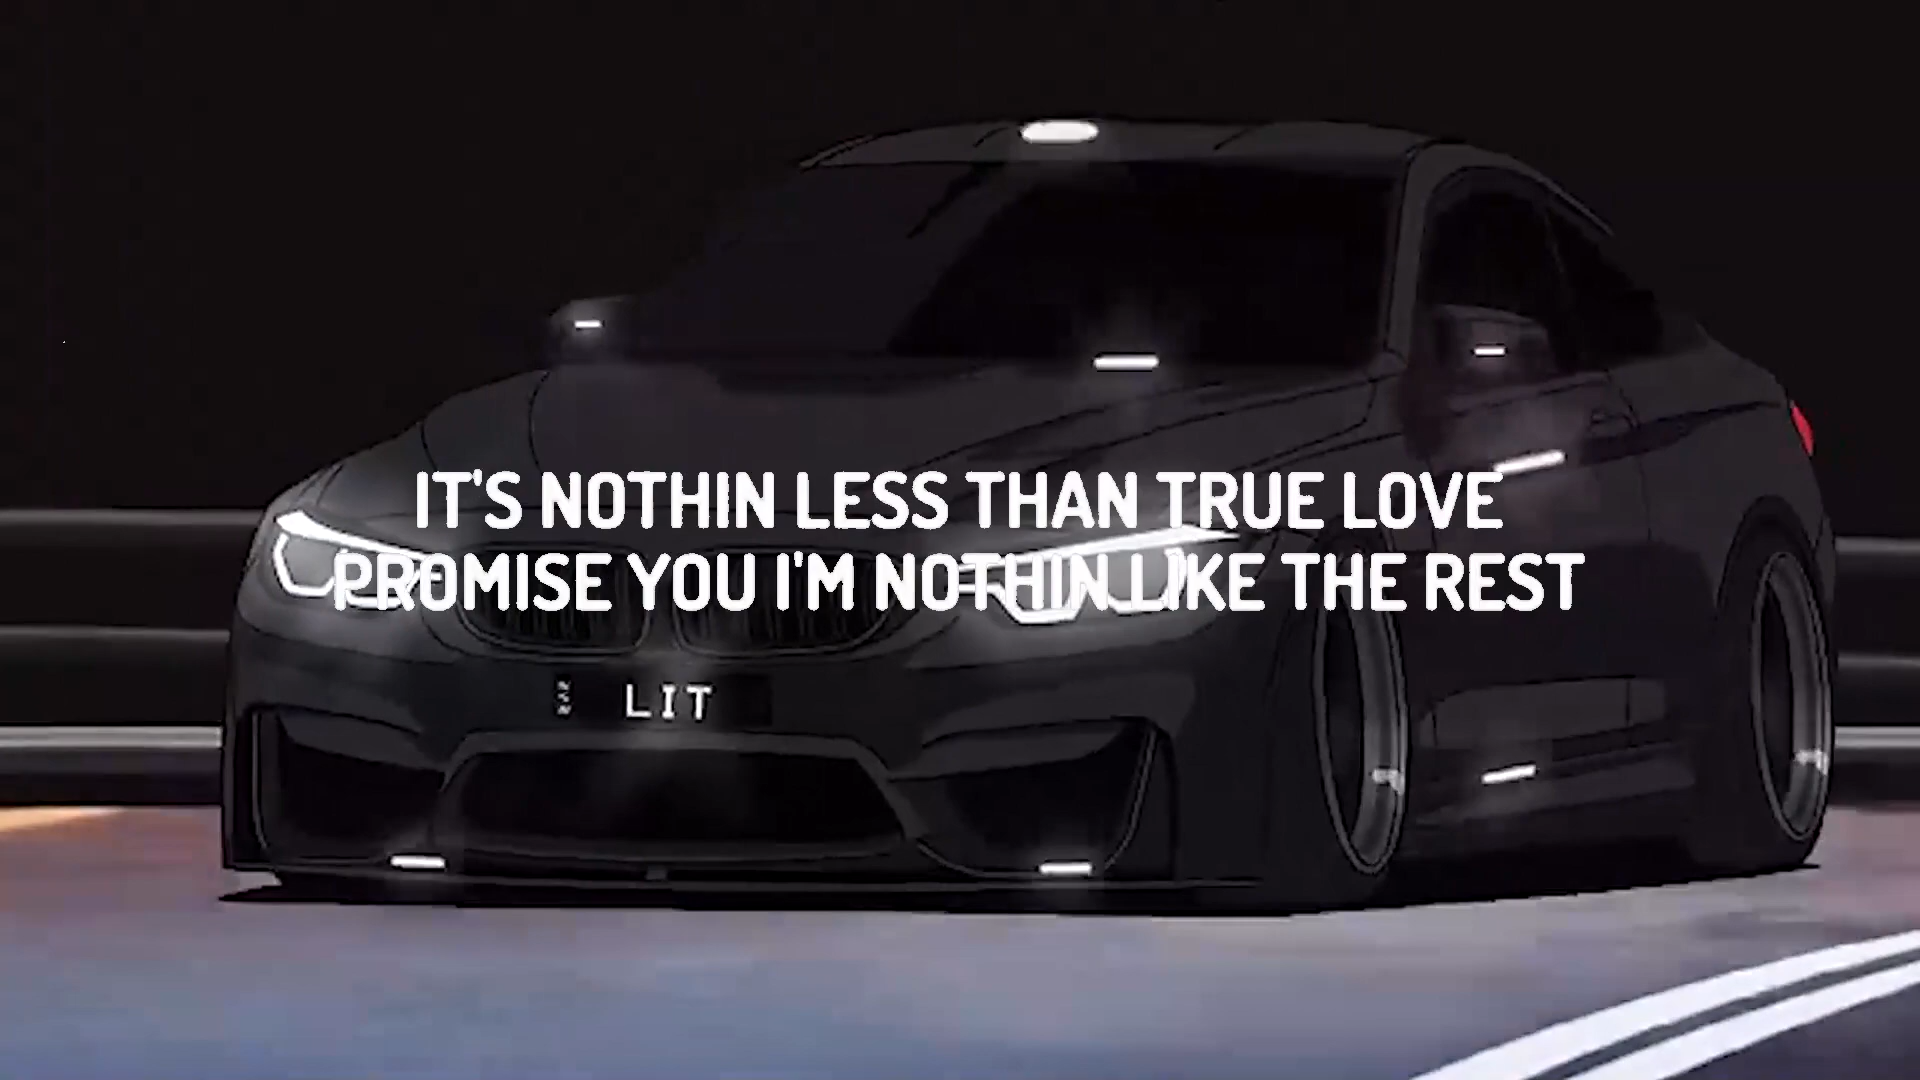 IT'S NOTHIN LESS THAN TRUE LOVE
PROMISE YOU I'M NOTHIN LIKE THE REST
LIT